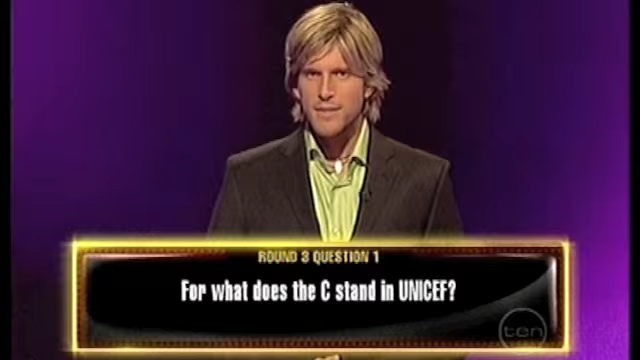 ROUND 3 QUESTION 1
For what does the C stand in UNICEF?
ten